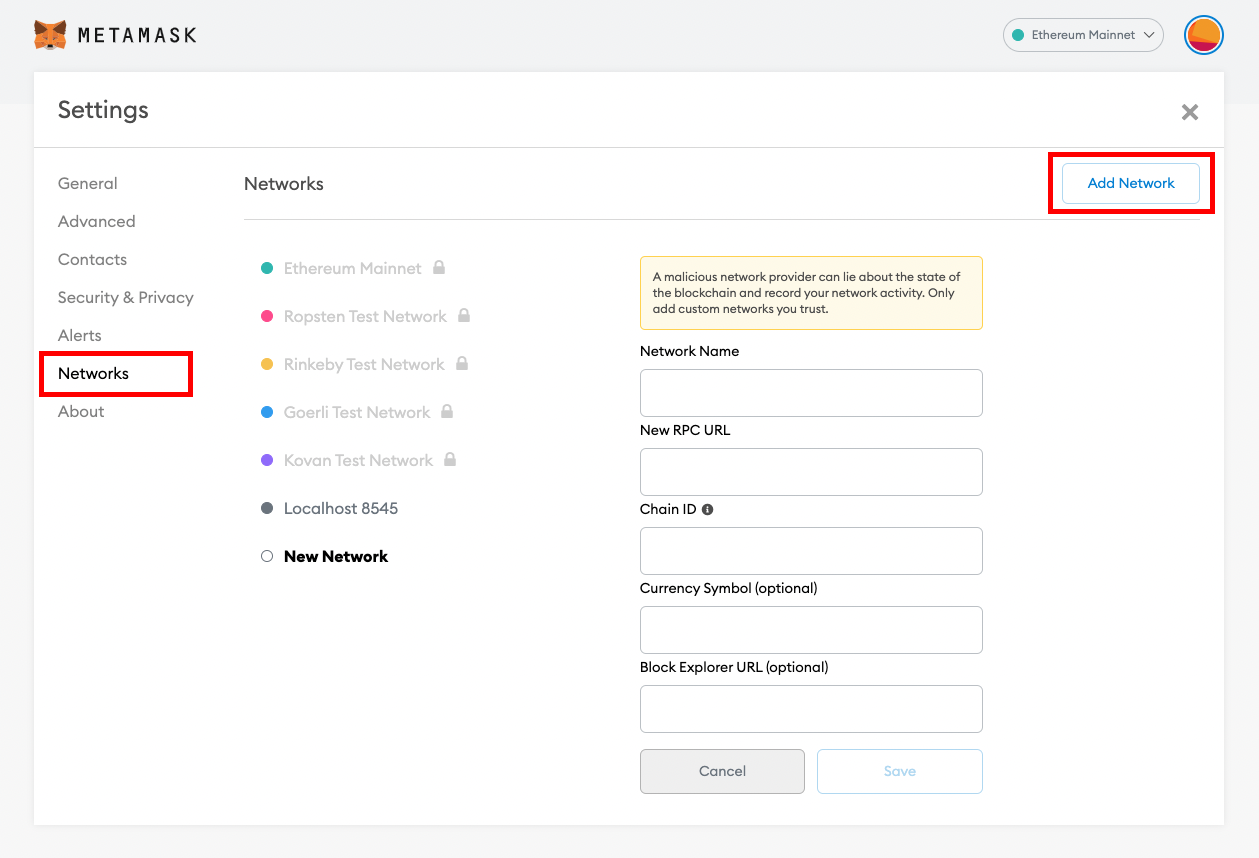 METAMASK
Ethereum Mainnet
Settings
General
Advanced
Contacts
Security & Privacy
Alerts
Networks
About
Networks
Add Network
Ethereum Mainnet
Ropsten Test Network
Rinkeby Test Network
Goerli Test Network
Kovan Test Network
Localhost 8545
New Network
A malicious network provider can lie about the state of
the blockchain and record your network activity. Only
add custom networks you trust.
Network Name
New RPC URL
Chain ID
Currency Symbol (optional)
Block Explorer URL (optional)
Cancel
Save